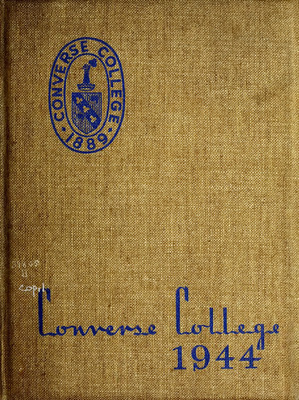 CONVERSE COLLEGE
· 1889 ·
Converse College
1944